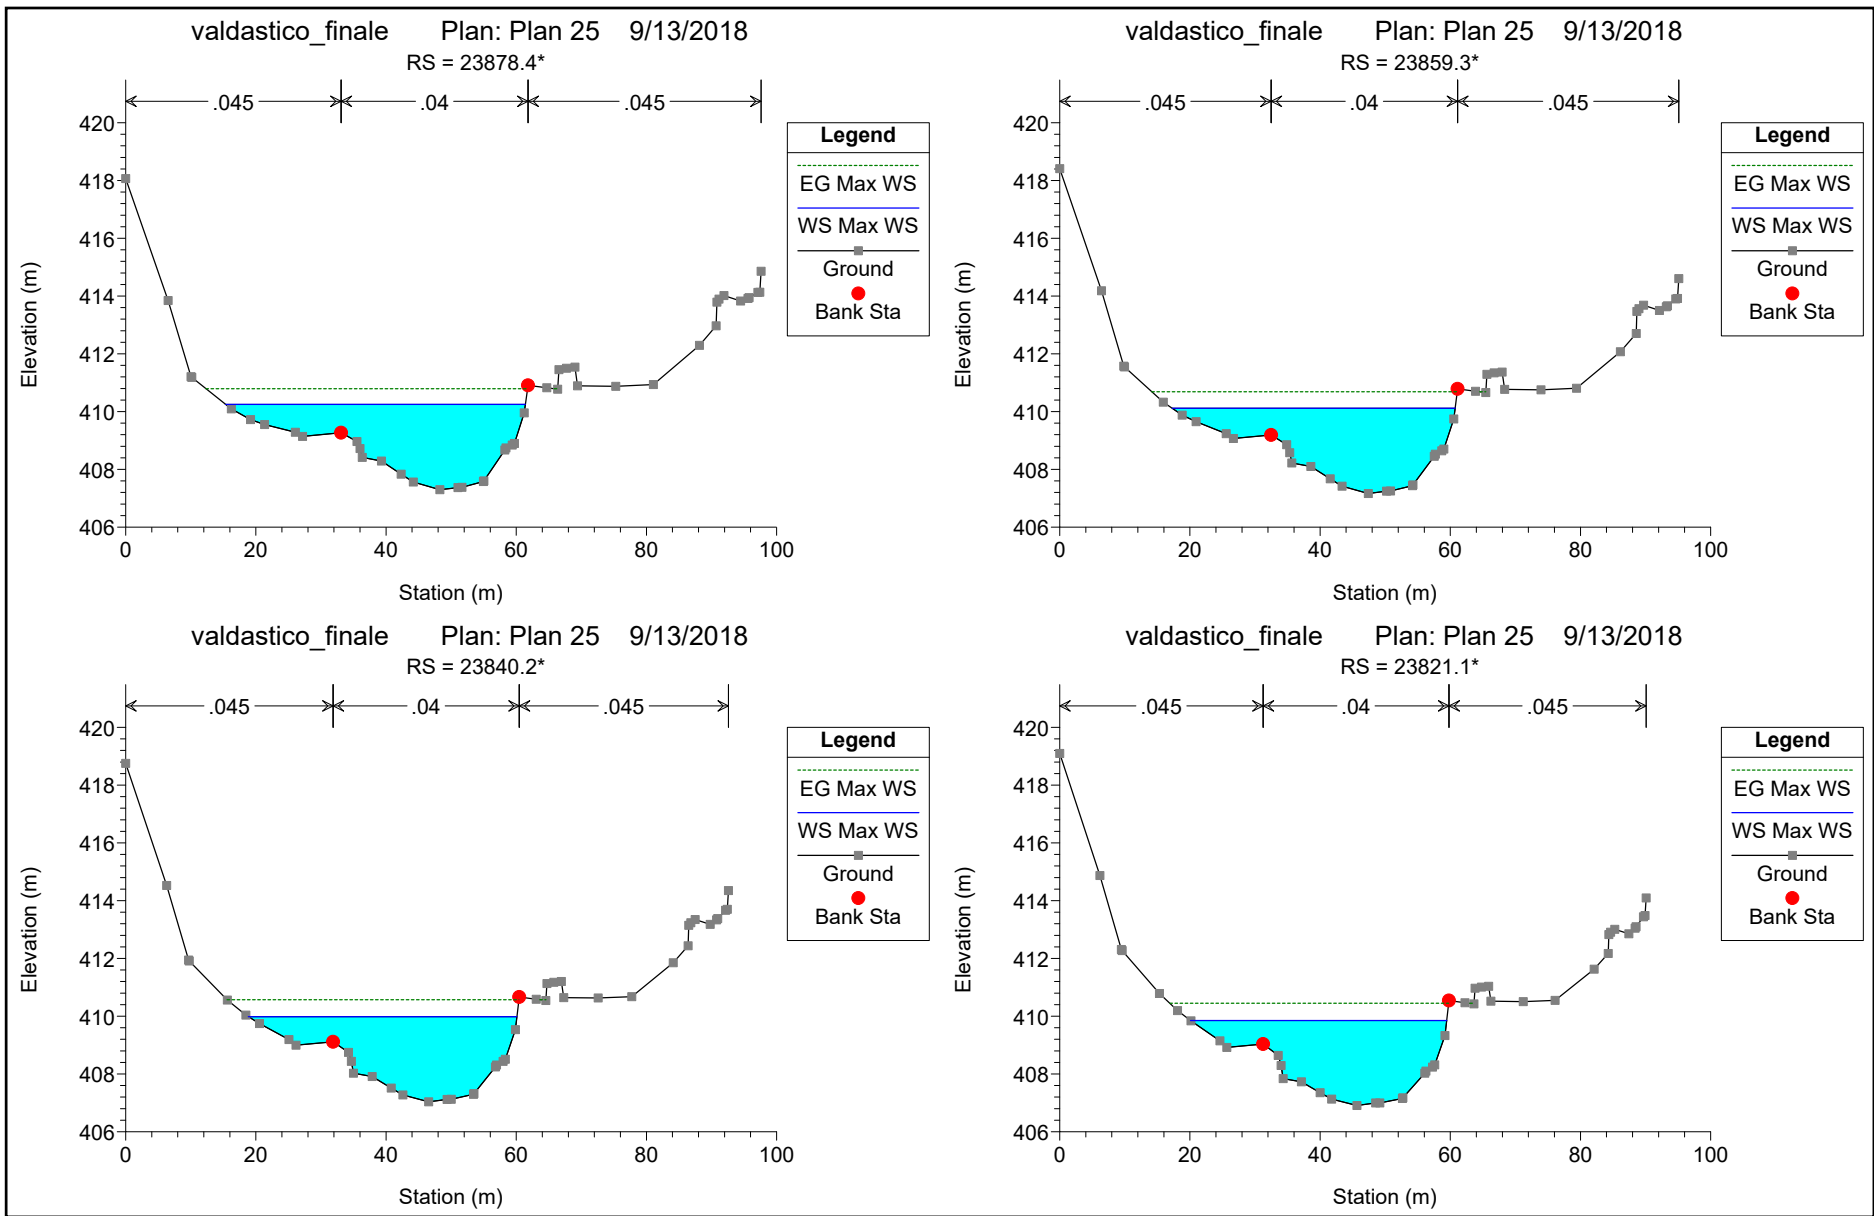 valdastico_finale Plan: Plan 25 9/13/2018
RS = 23878.4*
.045 .04 .045
420
418
416
414
412
410
408
406
0 20 40 60 80 100
Station (m)
Elevation (m)
Legend
EG Max WS
WS Max WS
Ground
Bank Sta
valdastico_finale Plan: Plan 25 9/13/2018
RS = 23859.3*
.045 .04 .045
420
418
416
414
412
410
408
406
0 20 40 60 80 100
Station (m)
Elevation (m)
Legend
EG Max WS
WS Max WS
Ground
Bank Sta
valdastico_finale Plan: Plan 25 9/13/2018
RS = 23840.2*
.045 .04 .045
420
418
416
414
412
410
408
406
0 20 40 60 80 100
Station (m)
Elevation (m)
Legend
EG Max WS
WS Max WS
Ground
Bank Sta
valdastico_finale Plan: Plan 25 9/13/2018
RS = 23821.1*
.045 .04 .045
420
418
416
414
412
410
408
406
0 20 40 60 80 100
Station (m)
Elevation (m)
Legend
EG Max WS
WS Max WS
Ground
Bank Sta